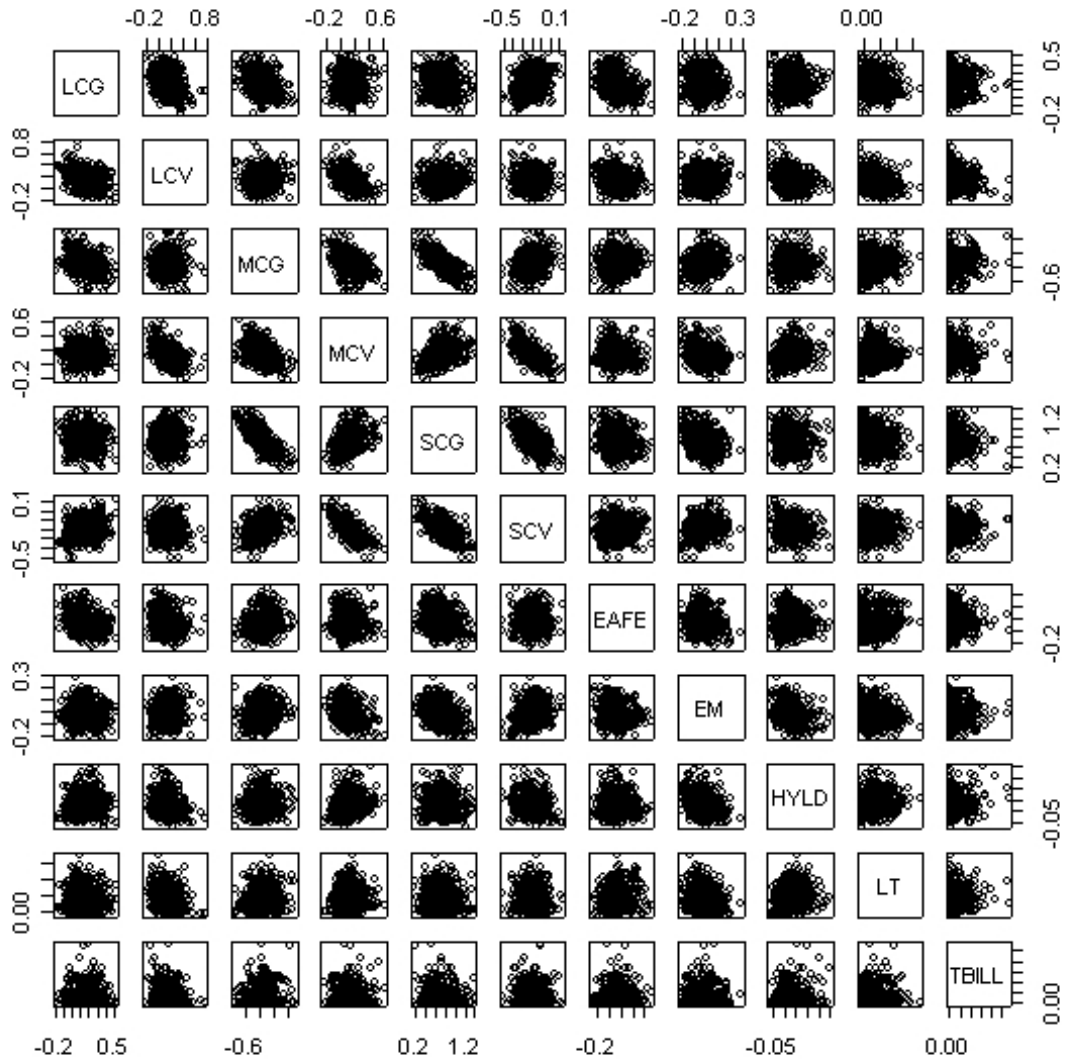 -0.2 0.8 -0.2 0.6 -0.5 0.1 -0.2 0.3 0.00
LCG -0.2 0.5
-0.2 0.8 LCV
MCG -0.6
-0.2 0.6 MCV
SCG 0.2 1.2
-0.5 0.1 SCV
EAFE -0.2
-0.2 0.3 EM
HYLD -0.05
0.00 LT
TBILL 0.00
-0.2 0.5 -0.6 0.2 1.2 -0.2 -0.05 0.00